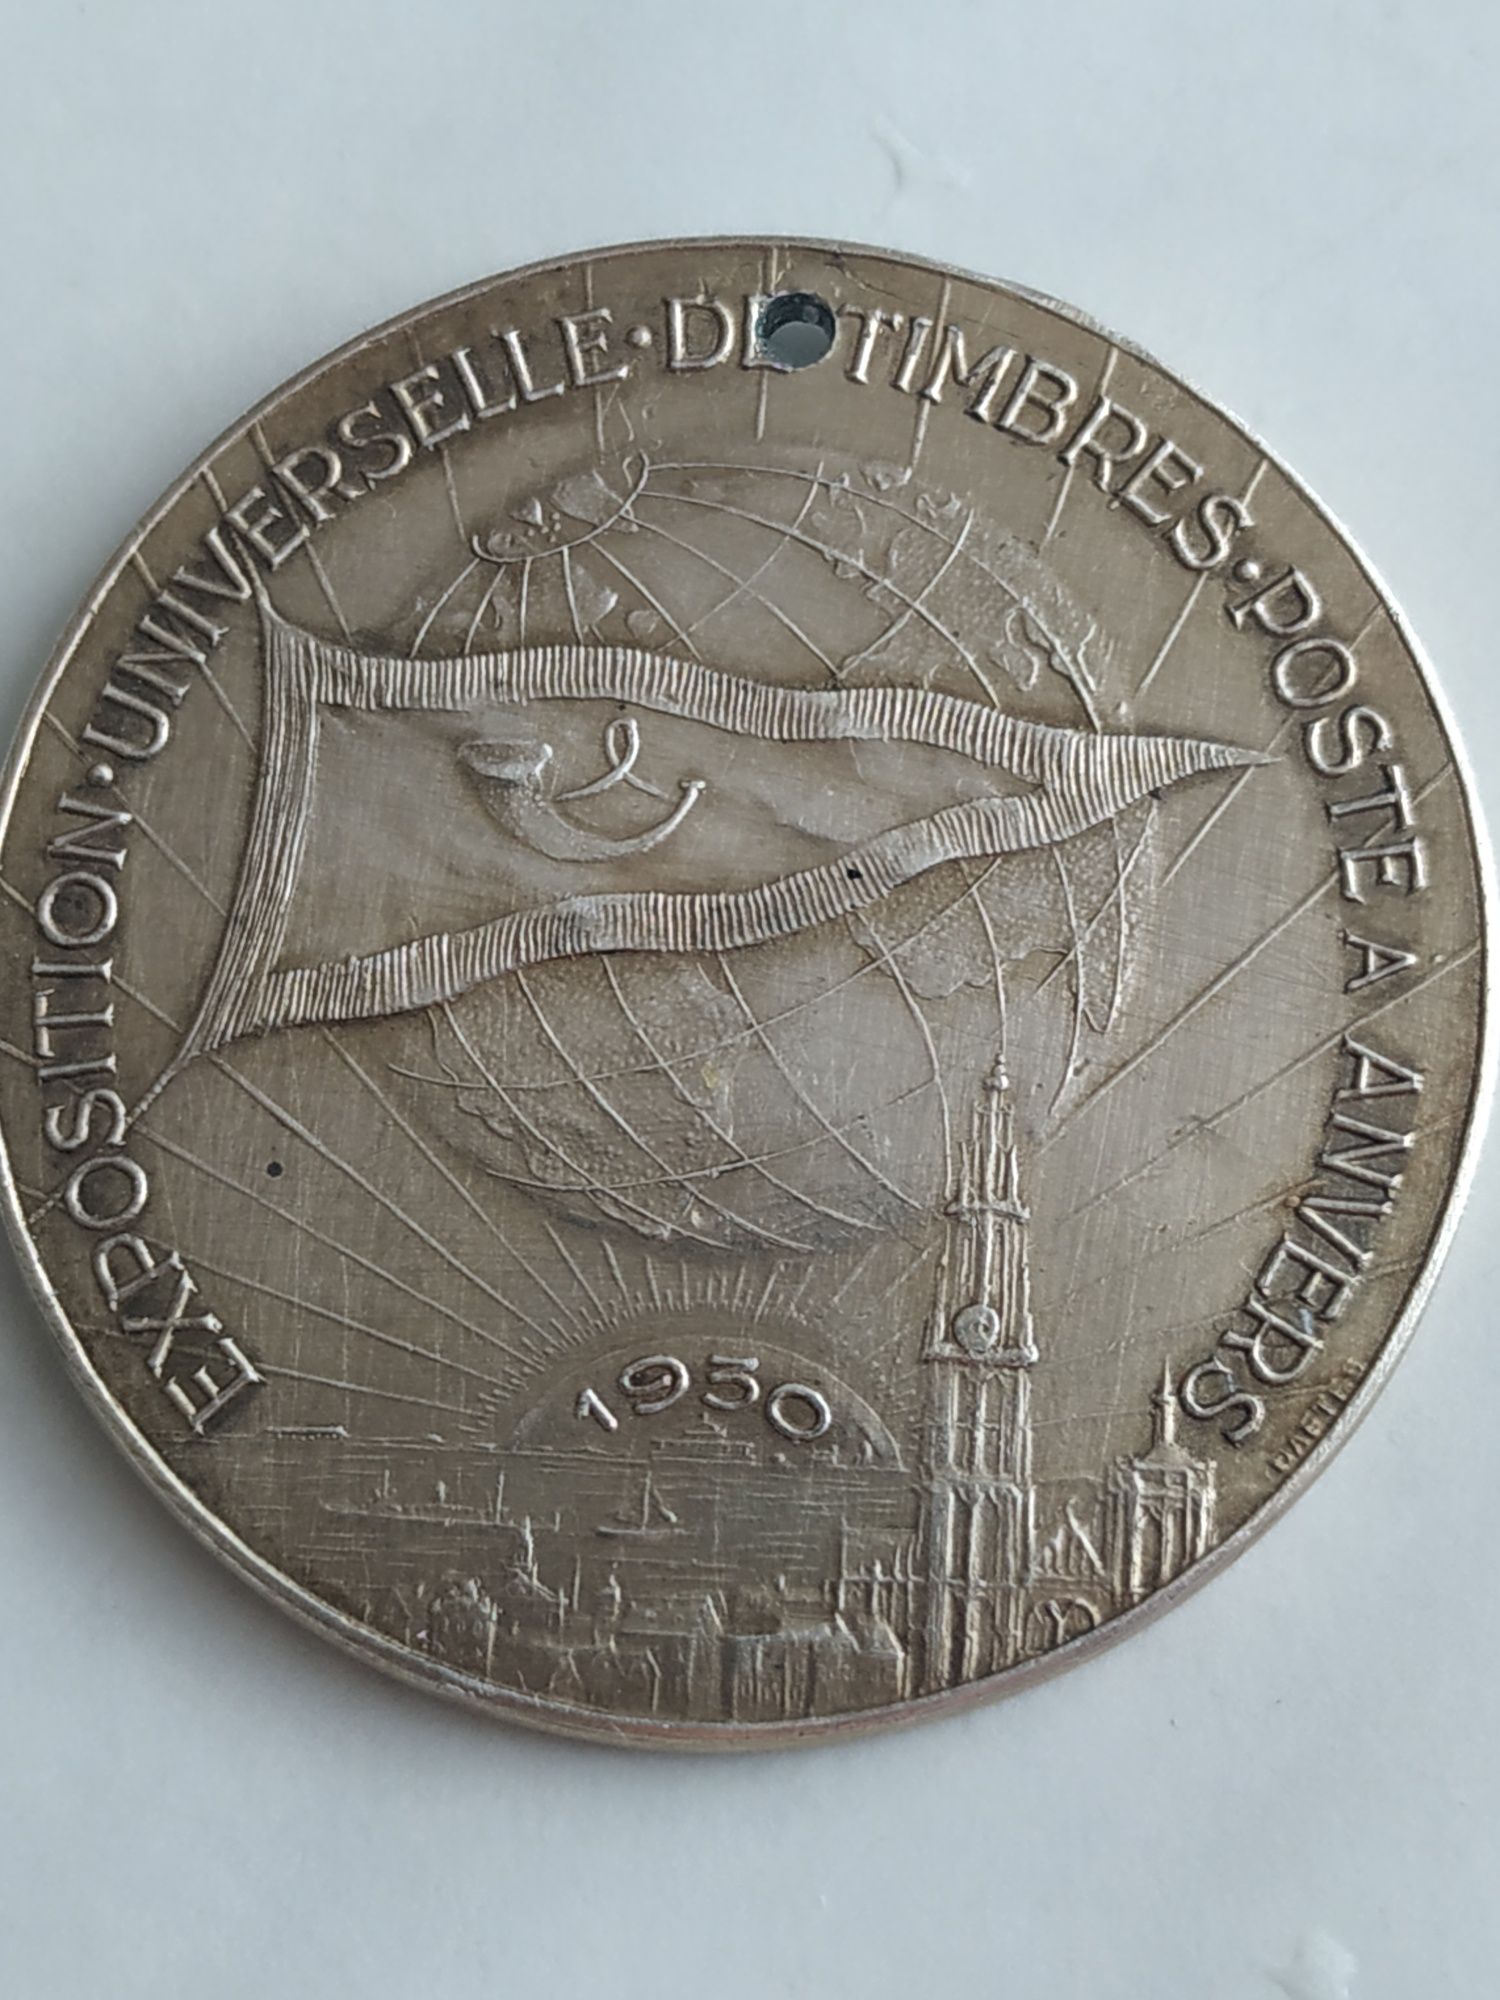 EXPOSITION · UNIVERSELLE · DE TIMBRES · POSTE A ANVERS
1930